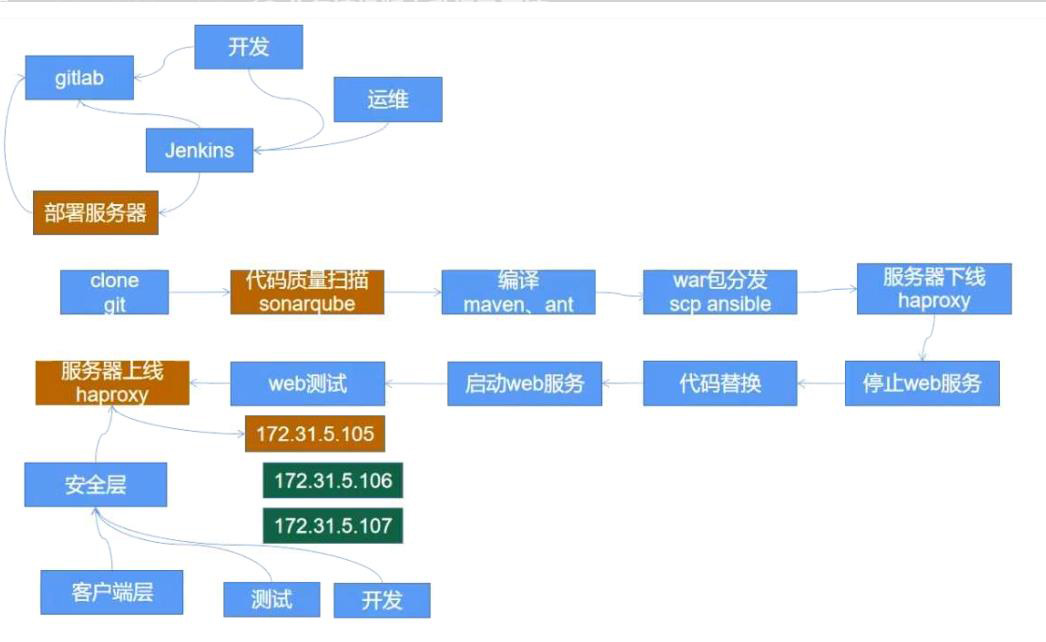 开发
gitlab
运维
Jenkins
部署服务器
clone
git
代码质量扫描
sonarqube
编译
maven、ant
war包分发
scp ansible
服务器下线
haproxy
服务器上线
haproxy
web测试
启动web服务
代码替换
停止web服务
172.31.5.105
安全层
172.31.5.106
172.31.5.107
客户端层
测试
开发